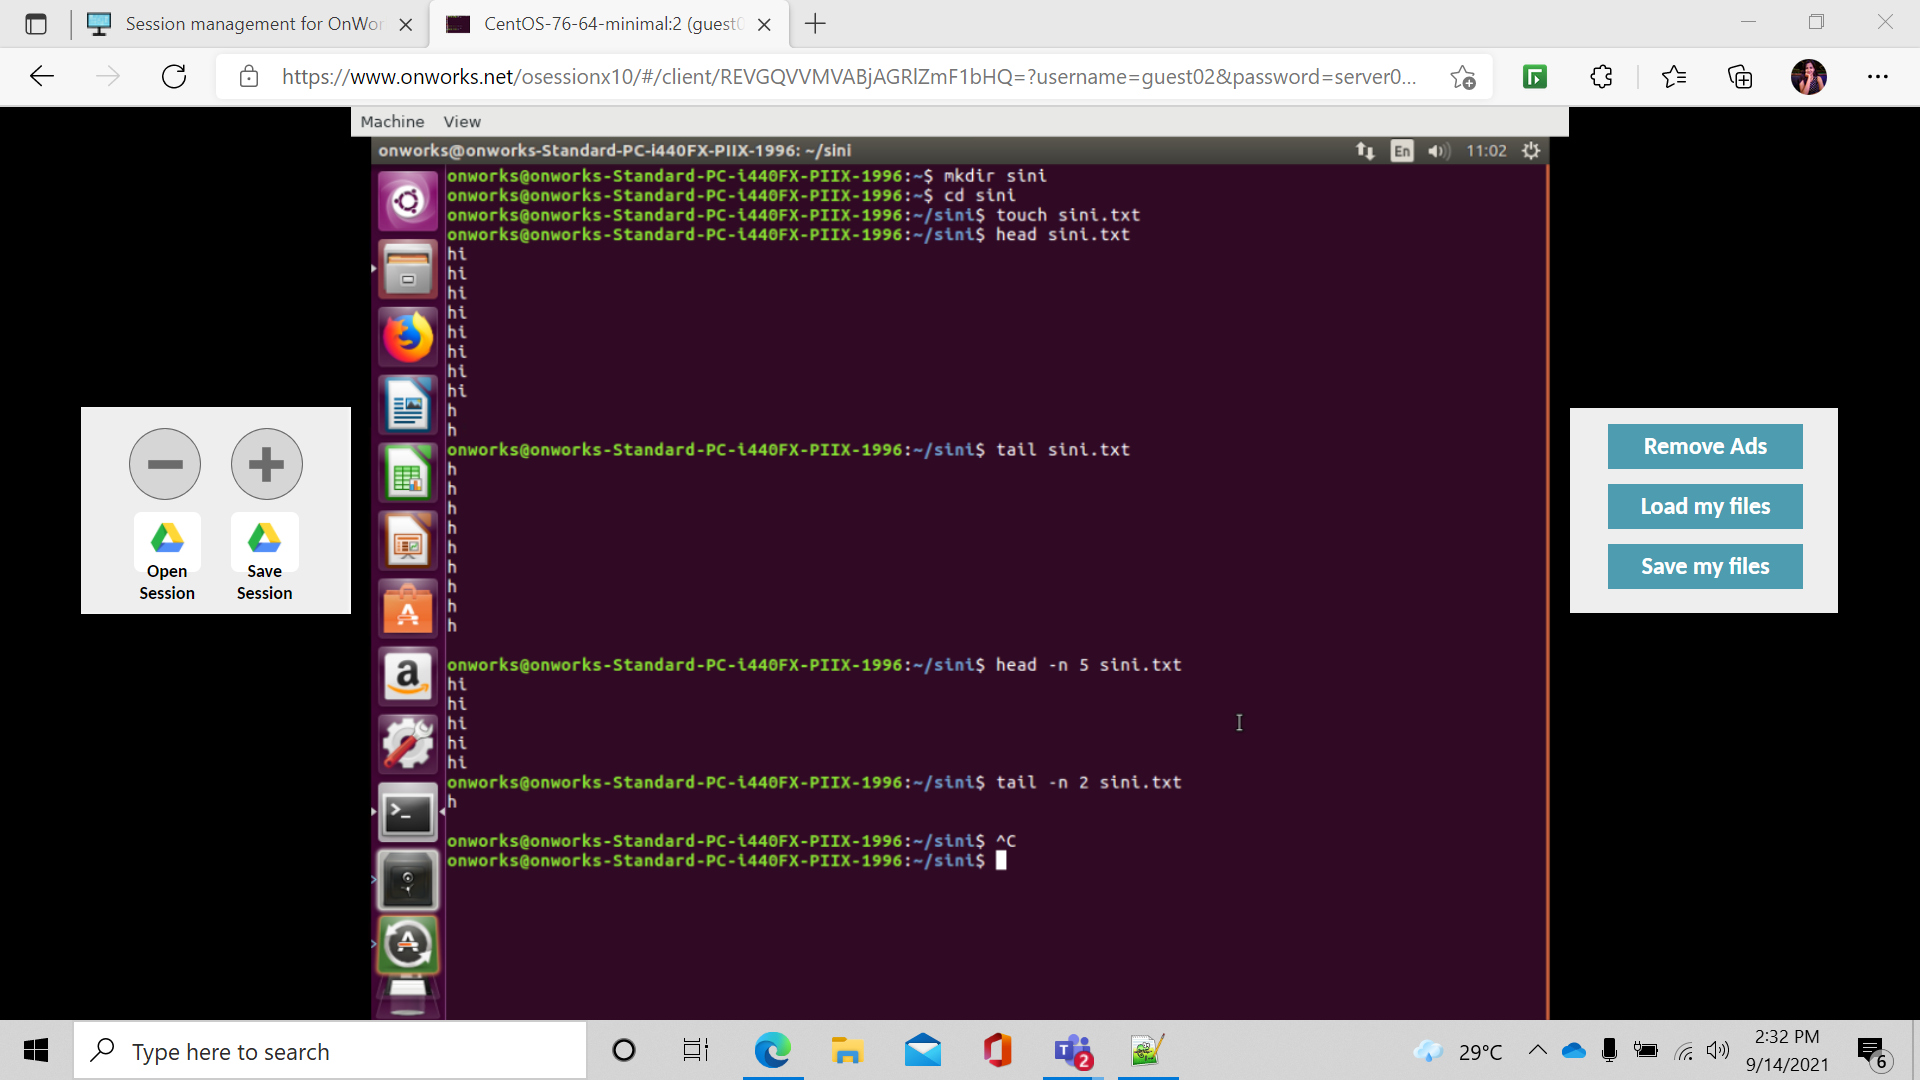 Session management for OnWor
CentOS-76-64-minimal:2 (guest0
https://www.onworks.net/osessionx10/#/client/REVGQVVMVABjAGRlZmF1bHQ=?username=guest02&password=server0...
Machine View
onworks@onworks-Standard-PC-i440FX-PIIX-1996: ~/sini
En 11:02
onworks@onworks-Standard-PC-i440FX-PIIX-1996:~$ mkdir sini
onworks@onworks-Standard-PC-i440FX-PIIX-1996:~$ cd sini
onworks@onworks-Standard-PC-i440FX-PIIX-1996:~/sini$ touch sini.txt
onworks@onworks-Standard-PC-i440FX-PIIX-1996:~/sini$ head sini.txt
hi
hi
hi
hi
hi
hi
hi
hi
h
h
onworks@onworks-Standard-PC-i440FX-PIIX-1996:~/sini$ tail sini.txt
h
h
h
h
h
h
h
h
h
onworks@onworks-Standard-PC-i440FX-PIIX-1996:~/sini$ head -n 5 sini.txt
hi
hi
hi
hi
hi
onworks@onworks-Standard-PC-i440FX-PIIX-1996:~/sini$ tail -n 2 sini.txt
h
onworks@onworks-Standard-PC-i440FX-PIIX-1996:~/sini$ ^C
onworks@onworks-Standard-PC-i440FX-PIIX-1996:~/sini$
Open
Session
Save
Session
Remove Ads
Load my files
Save my files
Type here to search
2
29°C
2:32 PM
9/14/2021
6